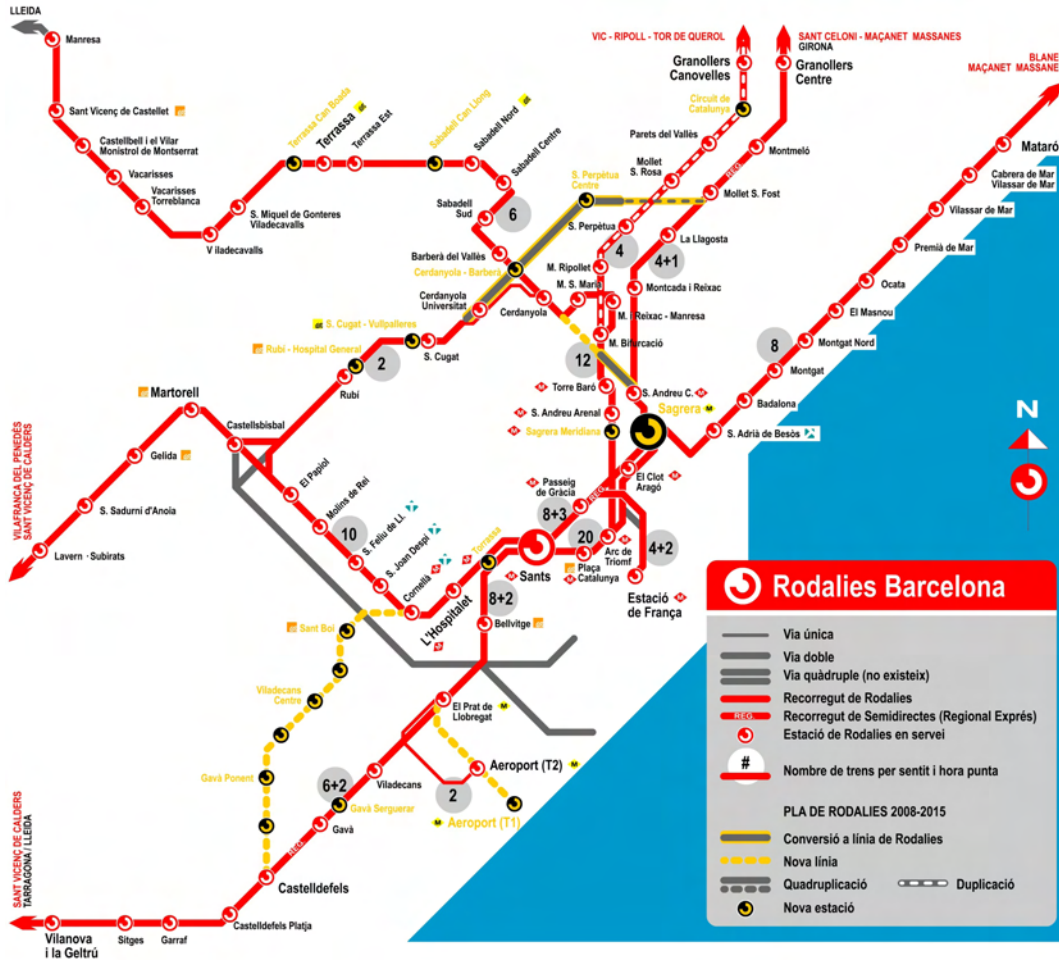 LLEIDA
Manresa
Sant Vicenç de Castellet
Castellbell i el Vilar
Monistrol de Montserrat
Vacarisses
Vacarisses
Torreblanca
V iladecavalls
S. Miquel de Gonteres
Viladecavalls
Terrassa Can Boada
Terrassa
Terrassa Est
Sabadell Can Llong
Sabadell Nord
Sabadell Centre
Sabadell
Sud
6
Barberà del Vallès
Cerdanyola - Barberà
Cerdanyola
Universitat
Cerdanyola
S. Perpètua
Centre
S. Perpètua
VIC - RIPOLL - TOR DE QUEROL
Granollers
Canovelles
Circuit de
Catalunya
Parets del Vallès
Mollet
S. Rosa
4
M. Ripollet
M. S. Maria
M. i Reixac - Manresa
M. Bifurcació
SANT CELONI - MAÇANET MASSANES
GIRONA
Granollers
Centre
Montmeló
REG.
Mollet S. Fost
La Llagosta
4+1
Montcada i Reixac
BLANE
MAÇANET MASSANE
Mataró
Cabrera de Mar
Vilassar de Mar
Vilassar de Mar
Premià de Mar
Ocata
El Masnou
Montgat Nord
8
Montgat
Badalona
S. Adrià de Besòs
S. Cugat - Vullpalleres
S. Cugat
Rubí - Hospital General
2
Rubí
12
Torre Baró
S. Andreu C.
S. Andreu Arenal
Sagrera
Sagrera Meridiana
Martorell
Castellsbisbal
Gelida
S. Sadurní d'Anoia
Lavern - Subirats
VILAFRANCA DEL PENEDÈS
SANT VICENÇ DE CALDERS
El Papiol
Molins de Rei
10
S. Feliu de Ll.
S. Joan Despí
Cornellà
L'Hospitalet
Torrassa
Passeig
de Gràcia
REG.
8+3
El Clot
Aragó
20
Arc de
Triomf
4+2
Sants
Plaça
Catalunya
Estació
de França
8+2
Bellvitge
Sant Boi
Viladecans
Centre
Gavà Ponent
El Prat de
Llobregat
Aeroport (T2)
Aeroport (T1)
2
Viladecans
6+2
Gavà Serguerar
Gavà
REG.
Castelldefels
Castelldefels Platja
Garraf
Sitges
Vilanova
i la Geltrú
SANT VICENÇ DE CALDERS
TARRAGONA / LLEIDA
N
Rodalies Barcelona
Via única
Via doble
Via quàdruple (no existeix)
Recorregut de Rodalies
REG.
Recorregut de Semidirectes (Regional Exprés)
Estació de Rodalies en servei
#
Nombre de trens per sentit i hora punta
PLA DE RODALIES 2008-2015
Conversió a línia de Rodalies
Nova línia
Quadruplicació
Duplicació
Nova estació